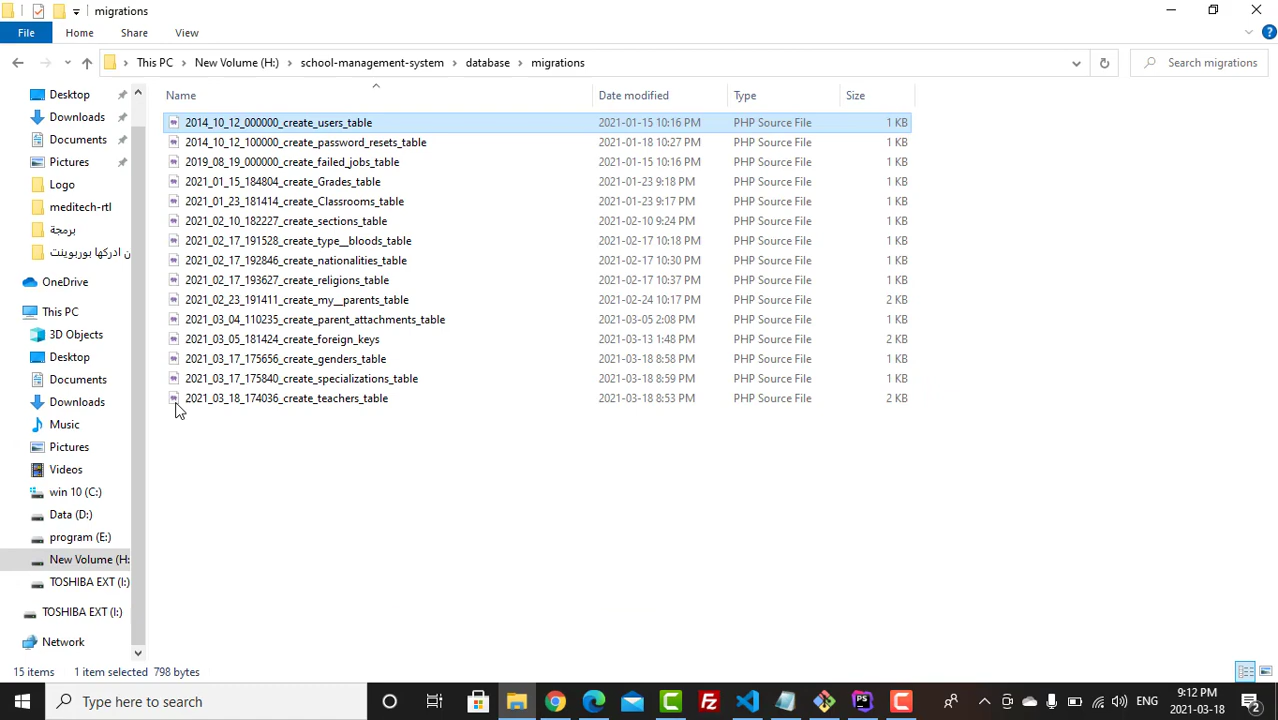 migrations
File Home Share View
This PC New Volume (H:) school-management-system database migrations Search migrations
Name Date modified Type Size
Desktop
Downloads
Documents
Pictures
Logo
meditech-rtl
برمجة
ن ادركها بوربوينت
OneDrive
This PC
3D Objects
Desktop
Documents
Downloads
Music
Pictures
Videos
win 10 (C:)
Data (D:)
program (E:)
New Volume (H:
TOSHIBA EXT (I:)
TOSHIBA EXT (I:)
Network
2014_10_12_000000_create_users_table 2021-01-15 10:16 PM PHP Source File 1 KB
2014_10_12_100000_create_password_resets_table 2021-01-18 10:27 PM PHP Source File 1 KB
2019_08_19_000000_create_failed_jobs_table 2021-01-15 10:16 PM PHP Source File 1 KB
2021_01_15_184804_create_Grades_table 2021-01-23 9:18 PM PHP Source File 1 KB
2021_01_23_181414_create_Classrooms_table 2021-01-23 9:17 PM PHP Source File 1 KB
2021_02_10_182227_create_sections_table 2021-02-10 9:24 PM PHP Source File 1 KB
2021_02_17_191528_create_type__bloods_table 2021-02-17 10:18 PM PHP Source File 1 KB
2021_02_17_192846_create_nationalities_table 2021-02-17 10:30 PM PHP Source File 1 KB
2021_02_17_193627_create_religions_table 2021-02-17 10:37 PM PHP Source File 1 KB
2021_02_23_191411_create_my__parents_table 2021-02-24 10:17 PM PHP Source File 2 KB
2021_03_04_110235_create_parent_attachments_table 2021-03-05 2:08 PM PHP Source File 1 KB
2021_03_05_181424_create_foreign_keys 2021-03-13 1:48 PM PHP Source File 2 KB
2021_03_17_175656_create_genders_table 2021-03-18 8:58 PM PHP Source File 1 KB
2021_03_17_175840_create_specializations_table 2021-03-18 8:59 PM PHP Source File 1 KB
2021_03_18_174036_create_teachers_table 2021-03-18 8:53 PM PHP Source File 2 KB
15 items 1 item selected 798 bytes
Type here to search
PS
ENG
9:12 PM
2021-03-18
2